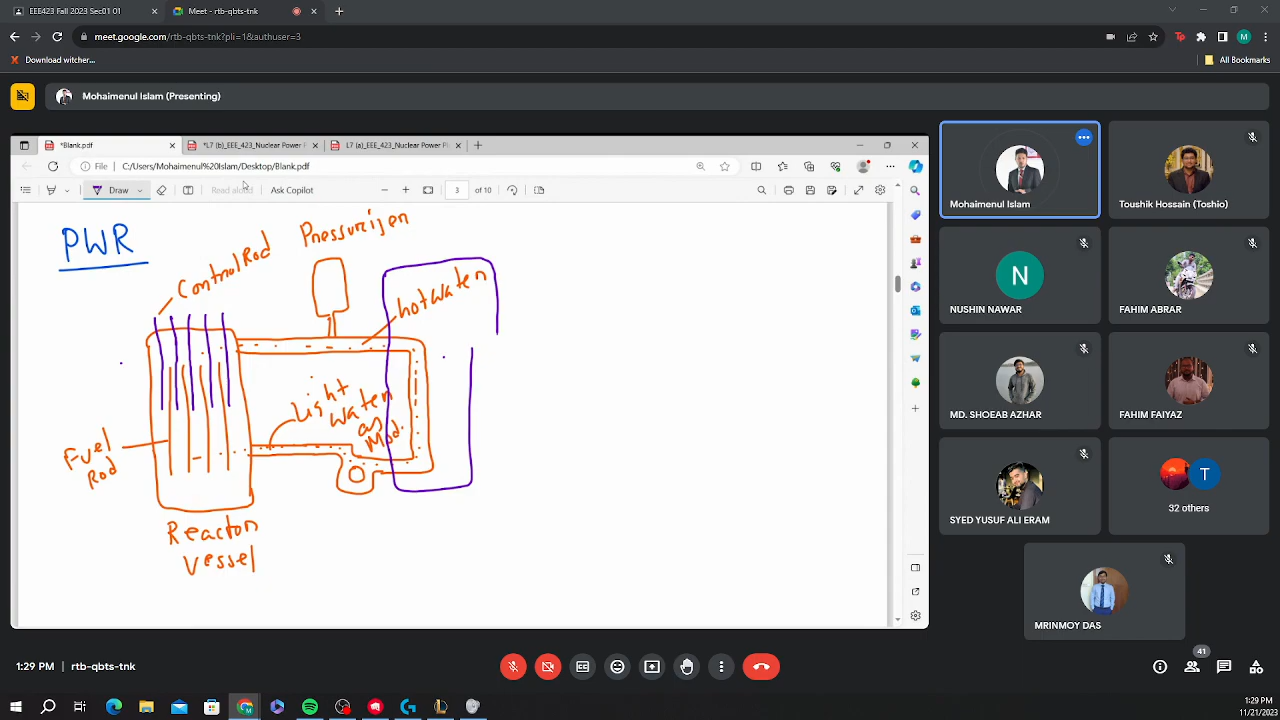 EEE423 Fall 2023 Sec01 01
Meet - rtb-qbts-tnk
meet.google.com/rtb-qbts-tnk?pli=1&authuser=3
Tp
M
X Download witcher...
All Bookmarks
Mohaimenul Islam (Presenting)
*Blank.pdf
*L7 (b)_EEE_423_Nuclear Power P
L7 (a)_EEE_423_Nuclear Power Pl
File
C:/Users/Mohaimenul%20Islam/Desktop/Blank.pdf
Draw
Read aloud
Ask Copilot
3
of 10
PWR
Control Rod
Pressurizer
hot water
Light
Water
as
Mod.
Fuel
Rod
Reactor
Vessel
Mohaimenul Islam
Toushik Hossain (Toshio)
N
NUSHIN NAWAR
FAHIM ABRAR
MD. SHOEAB AZHAR
FAHIM FAIYAZ
SYED YUSUF ALI ERAM
T
32 others
MRINMOY DAS
1:29 PM | rtb-qbts-tnk
41
1:29 PM
11/21/2023